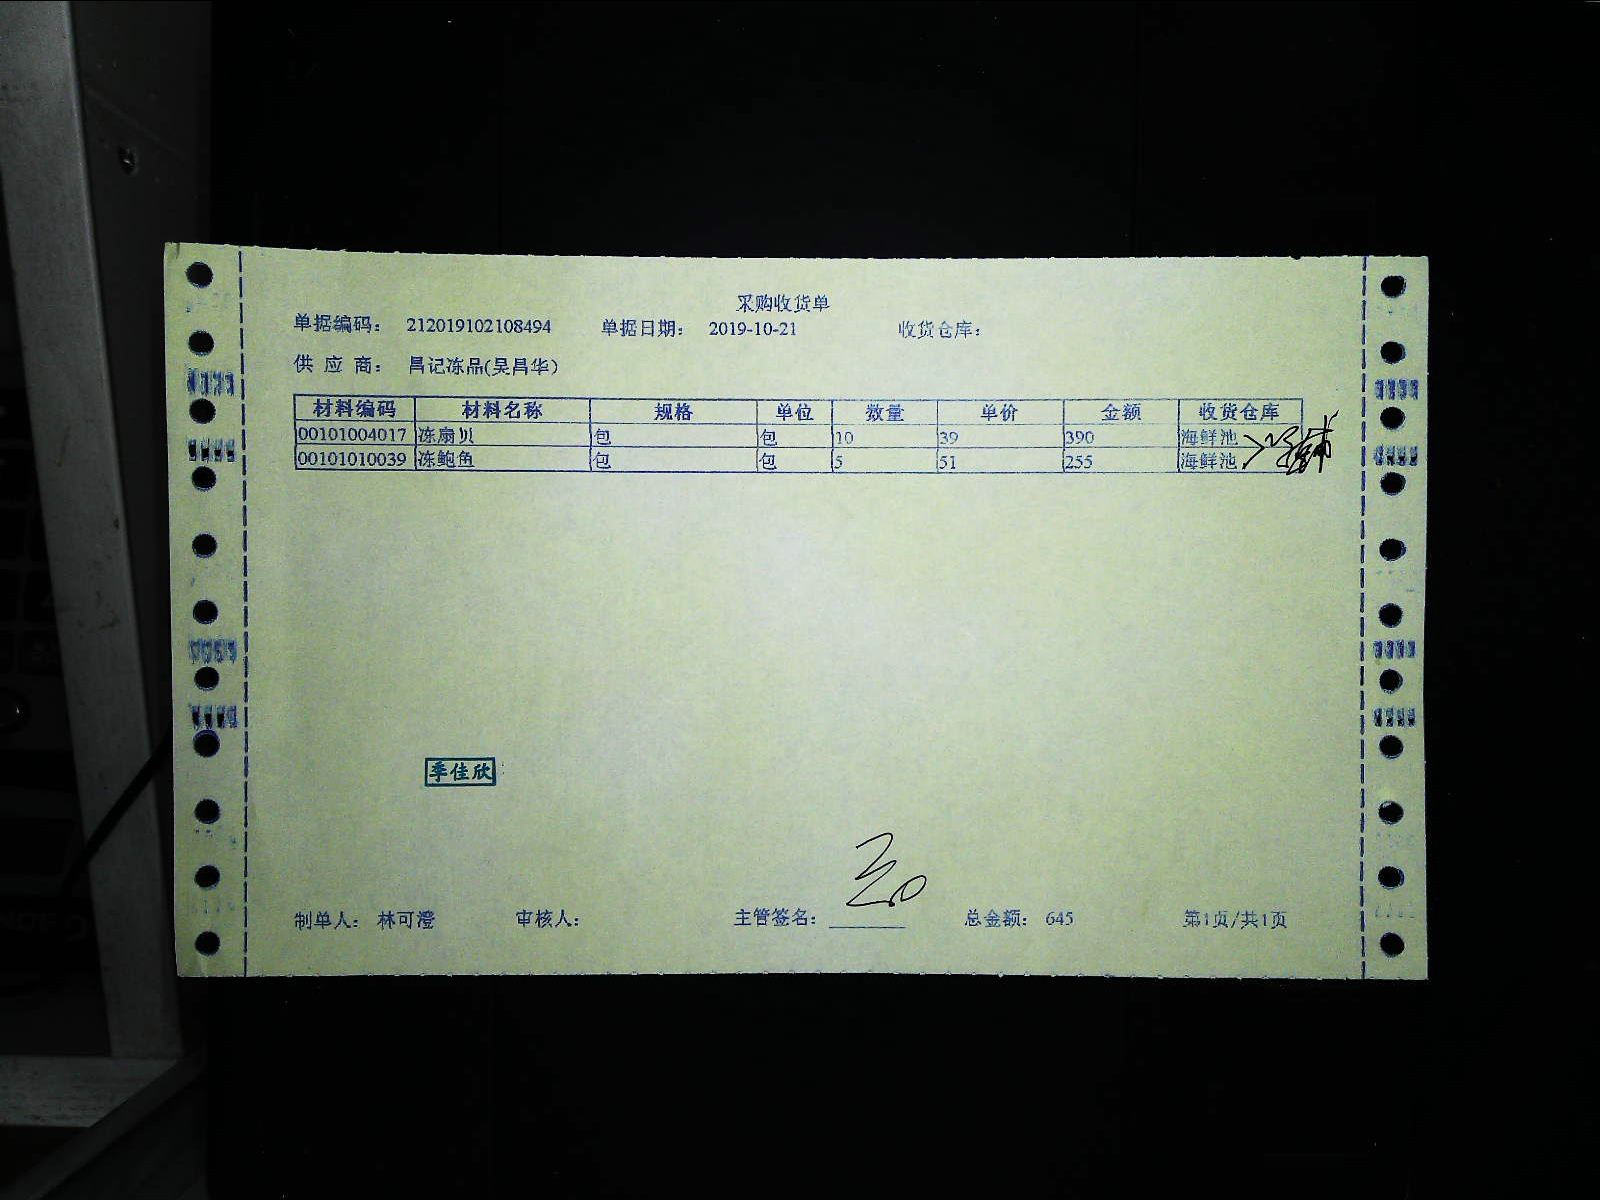 采购收货单
单据编码： 212019102108494 单据日期： 2019-10-21 收货仓库：
供 应 商： 昌记冻品(吴昌华)
材料编码 材料名称 规格 单位 数量 单价 金额 收货仓库
00101004017 冻扇贝 包 包 10 39 390 海鲜池
00101010039 冻鲍鱼 包 包 5 51 255 海鲜池
季佳欣
制单人： 林可澄 审核人： 主管签名： 总金额： 645 第1页/共1页